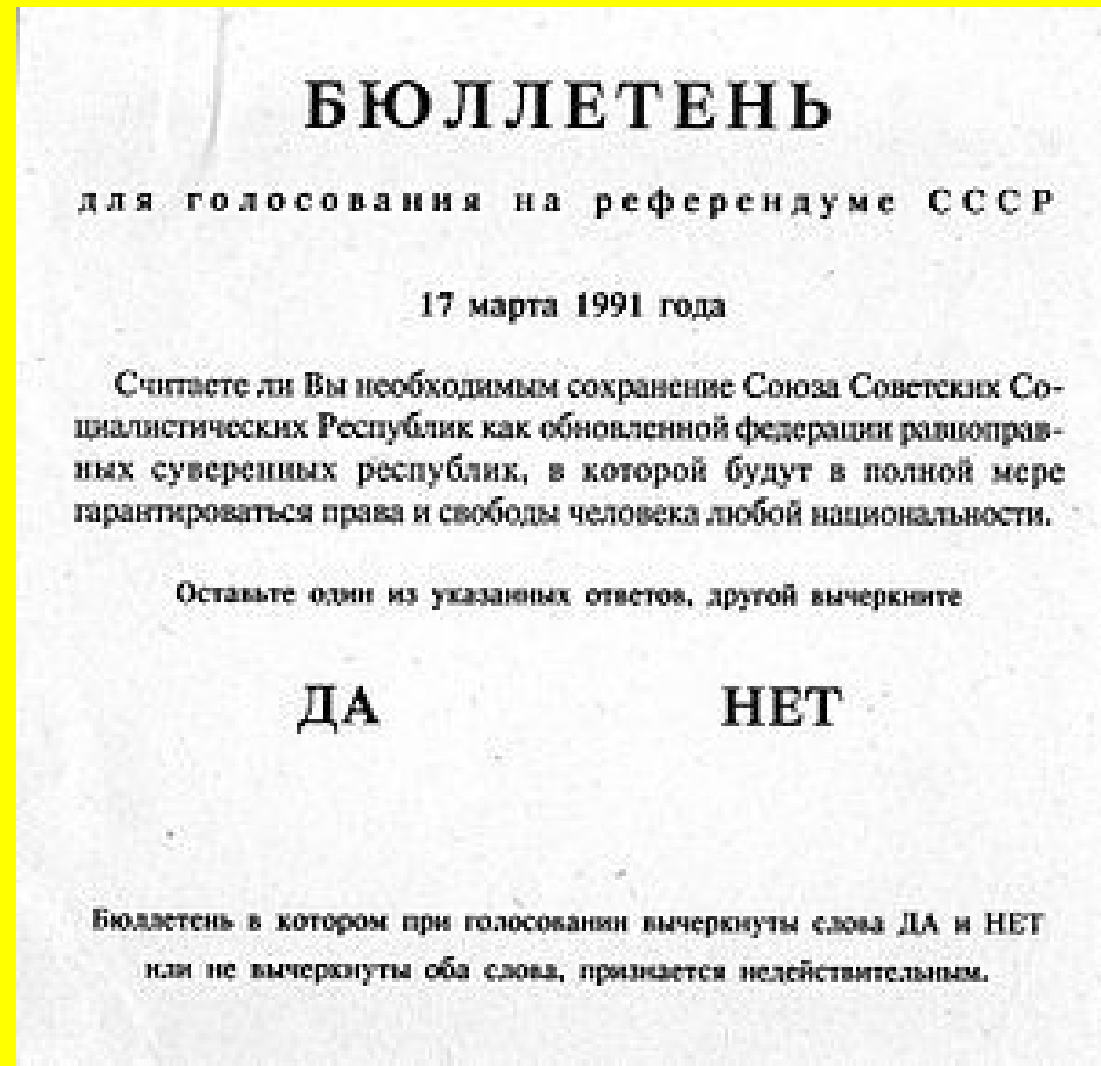 БЮЛЛЕТЕНЬ
для голосования на референдуме СССР
17 марта 1991 года
Считаете ли Вы необходимым сохранение Союза Советских Со-
циалистических Республик как обновленной федерации равноправ-
ных суверенных республик, в которой будут в полной мере
гарантироваться права и свободы человека любой национальности.
Оставьте один из указанных ответов, другой вычеркните
ДА НЕТ
Бюллетень в котором при голосовании вычеркнуты слова ДА и НЕТ
или не вычеркнуты оба слова, признается недействительным.